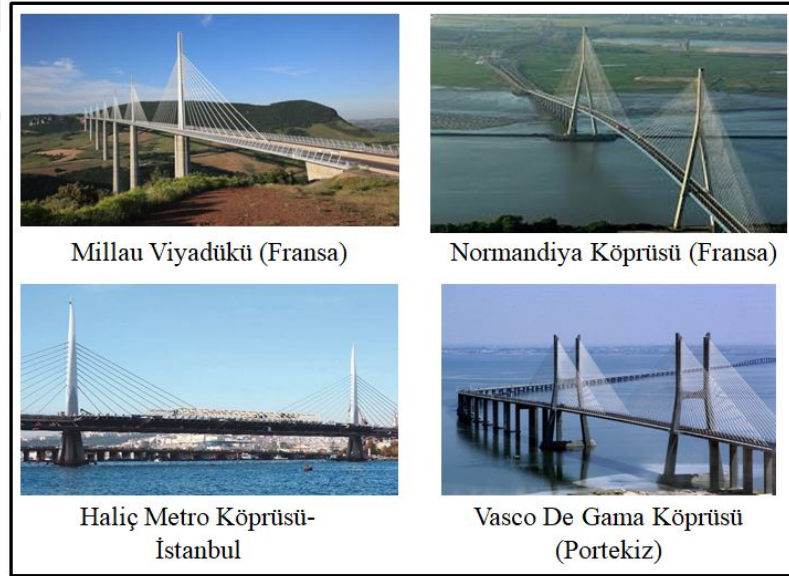 Millau Viyadükü (Fransa)
Normandiya Köprüsü (Fransa)
Haliç Metro Köprüsü-
İstanbul
Vasco De Gama Köprüsü
(Portekiz)